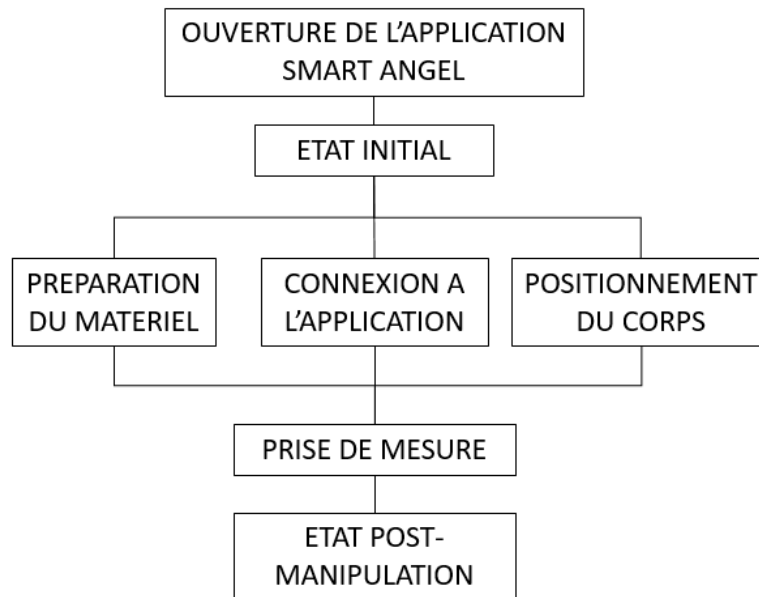 OUVERTURE DE L’APPLICATION
SMART ANGEL
ETAT INITIAL
PREPARATION
DU MATERIEL
CONNEXION A
L’APPLICATION
POSITIONNEMENT
DU CORPS
PRISE DE MESURE
ETAT POST-
MANIPULATION